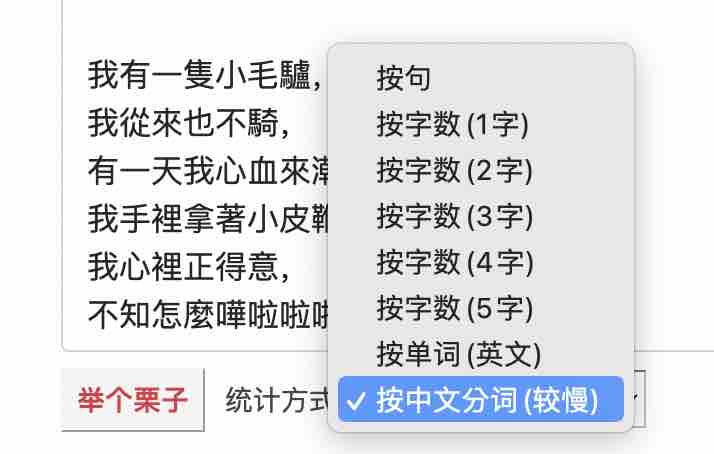 我有一隻小毛驢，
我從來也不騎，
有一天我心血來潮
我手裡拿著小皮鞭
我心裡正得意，
不知怎麼嘩啦啦啦
举个栗子
统计方式
按句
按字数(1字)
按字数(2字)
按字数(3字)
按字数(4字)
按字数(5字)
按单词(英文)
✓ 按中文分词(较慢)